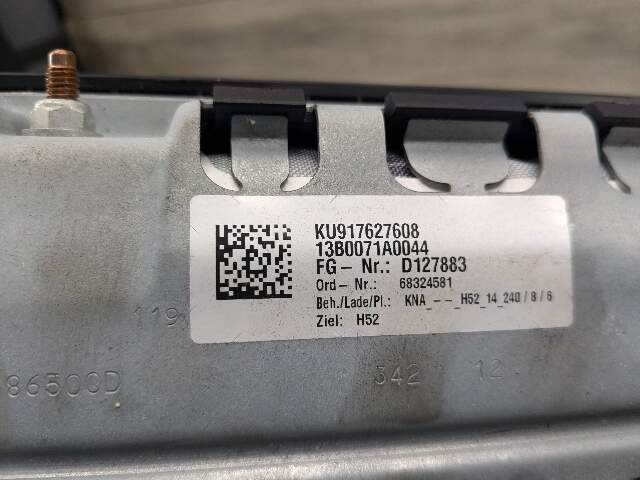 KU917627608
13B0071A0044
FG- Nr.: D127883
Ord- Nr.: 68324581
Beh./Lade/Pl.: KNA_- -_H52_14_240 / 8 / 6
Ziel: H52
119
86500D
342 12